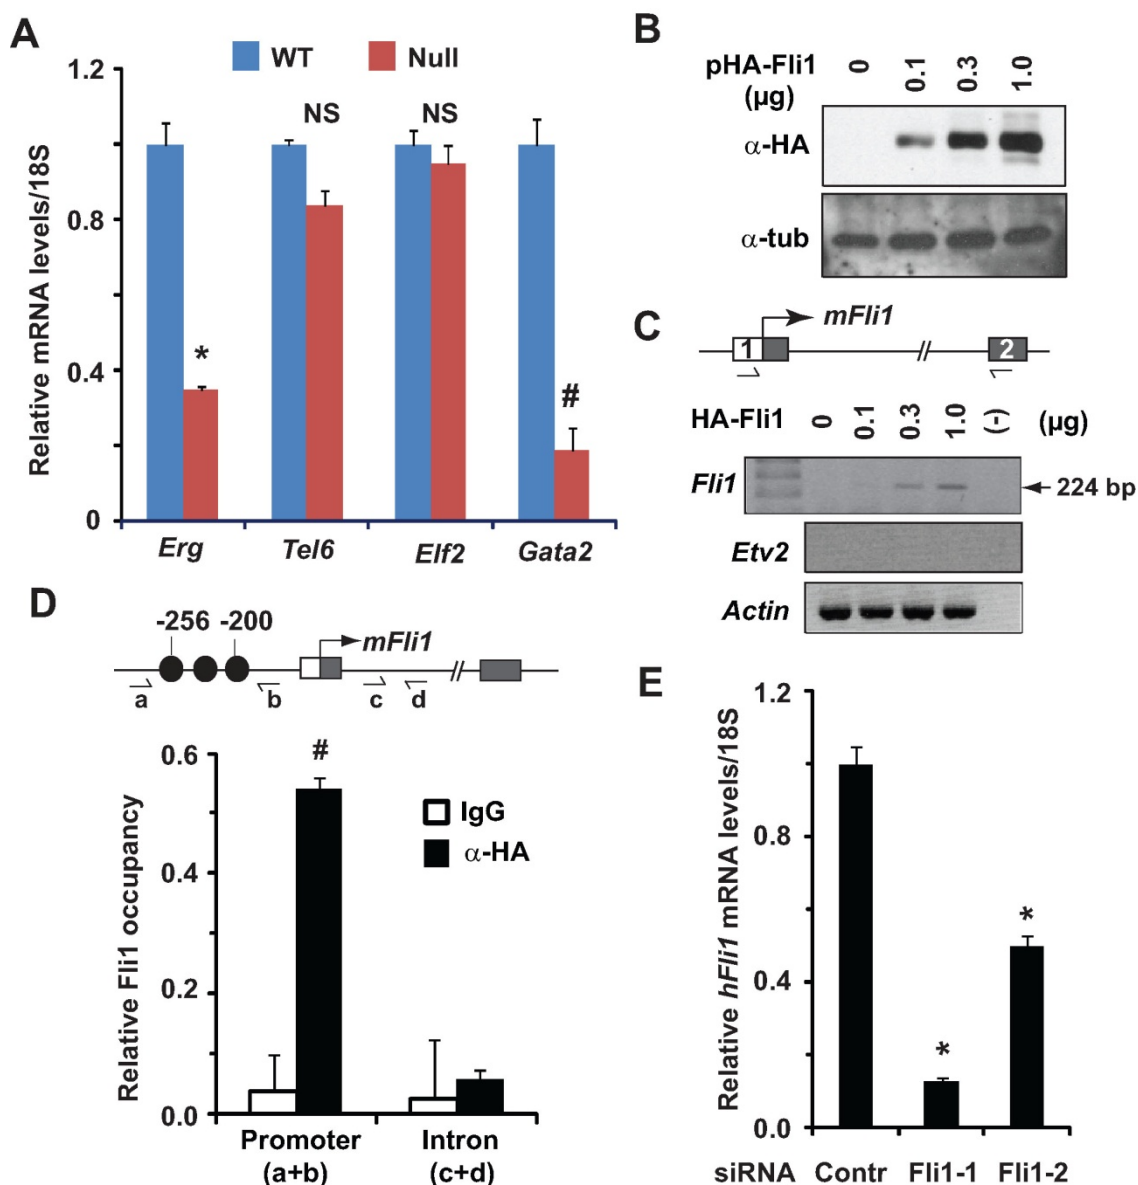 A
WT Null
Relative mRNA levels/18S
1.2
0.8
0.4
0
NS NS
*
#
Erg Tel6 Elf2 Gata2
B
pHA-Fli1
(µg)
0 0.1 0.3 1.0
α-HA
α-tub
C
mFli1
1 2
HA-Fli1 0 0.1 0.3 1.0 (-) (µg)
Fli1 224 bp
Etv2
Actin
D
-256 -200
mFli1
a b c d
Relative Fli1 occupancy
0.6
0.4
0.2
0.0
#
IgG
α-HA
Promoter Intron
(a+b) (c+d)
E
Relative hFli1 mRNA levels/18S
1.2
0.8
0.4
0.0
*
*
siRNA Contr Fli1-1 Fli1-2